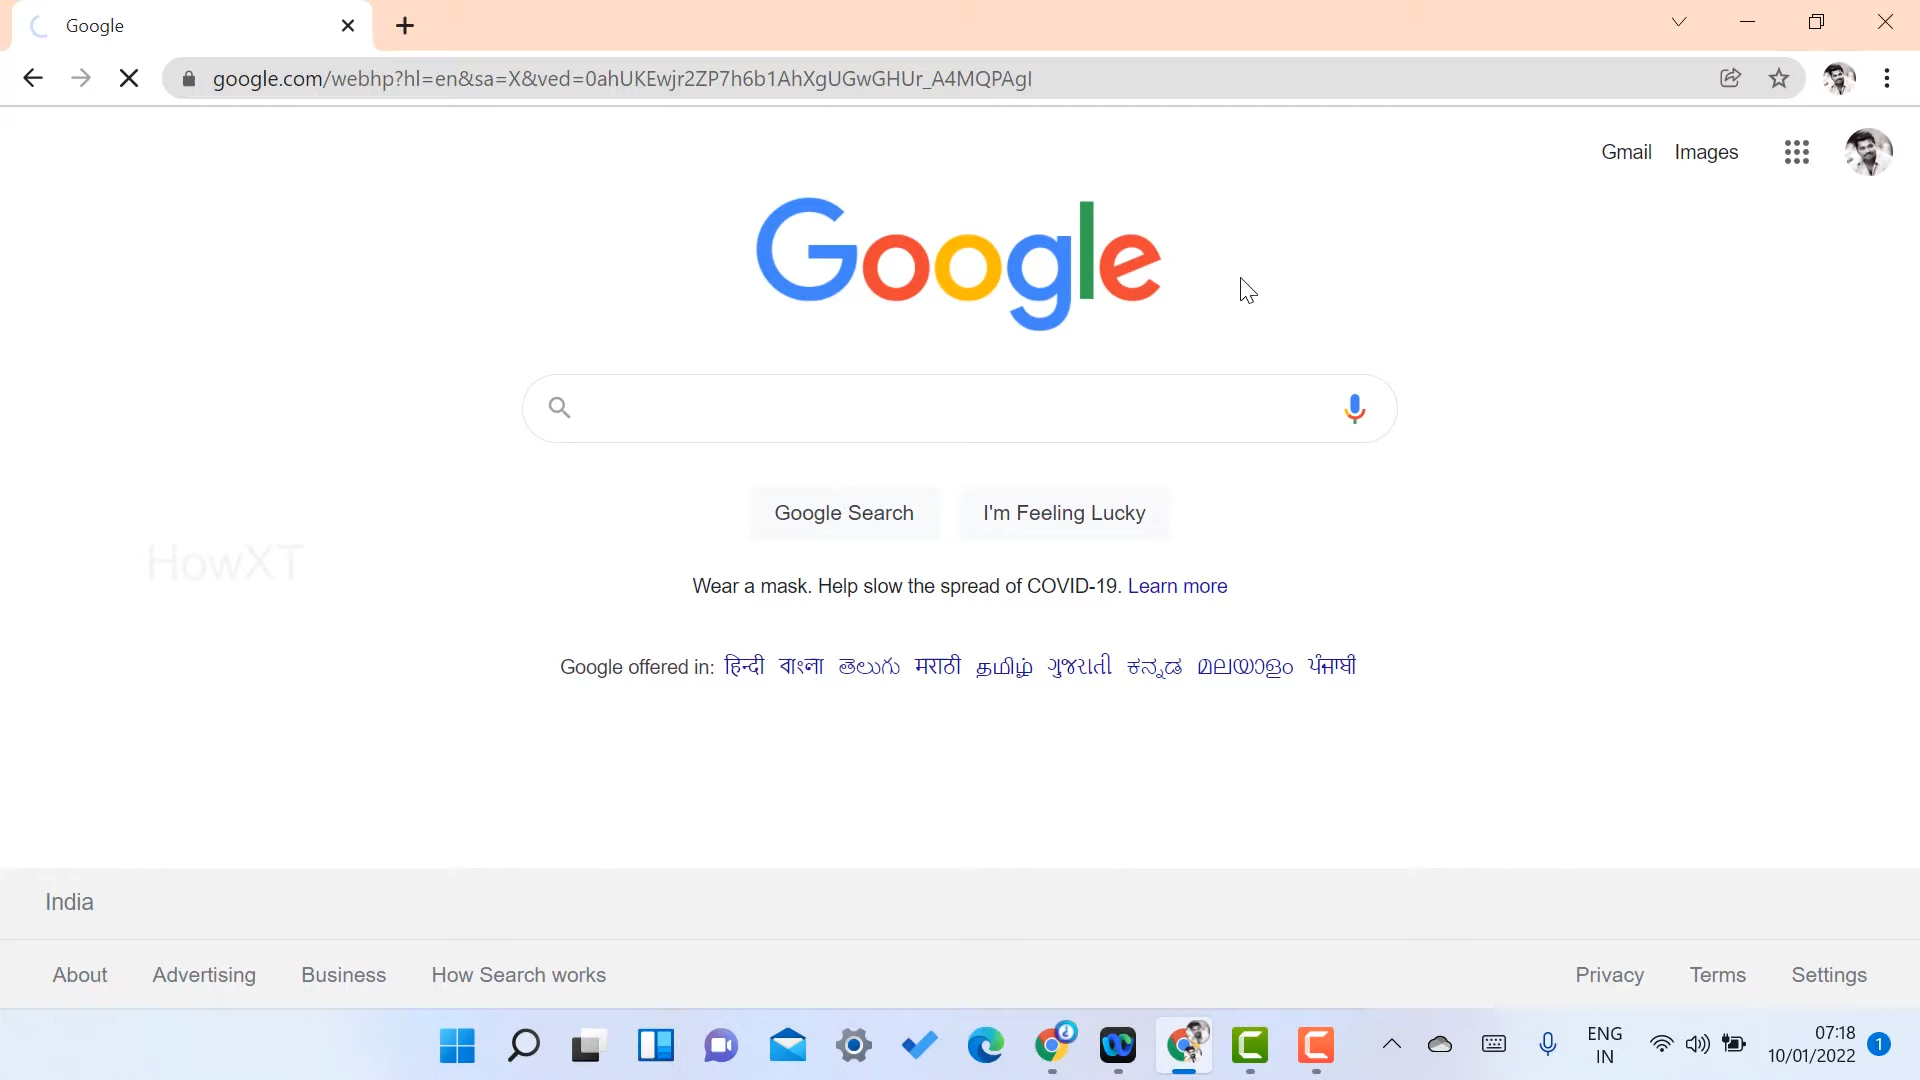 Google
google.com/webhp?hl=en&sa=X&ved=0ahUKEwjr2ZP7h6b1AhXgUGwGHUr_A4MQPAgI
Gmail Images
Google
Google Search I'm Feeling Lucky
HowXT
Wear a mask. Help slow the spread of COVID-19. Learn more
Google offered in: हिन्दी বাংলা తెలుగు मराठी தமிழ் ગુજરાતી ಕನ್ನಡ മലയാളം ਪੰਜਾਬੀ
India
About Advertising Business How Search works Privacy Terms Settings
ENG 07:18
IN 10/01/2022 1